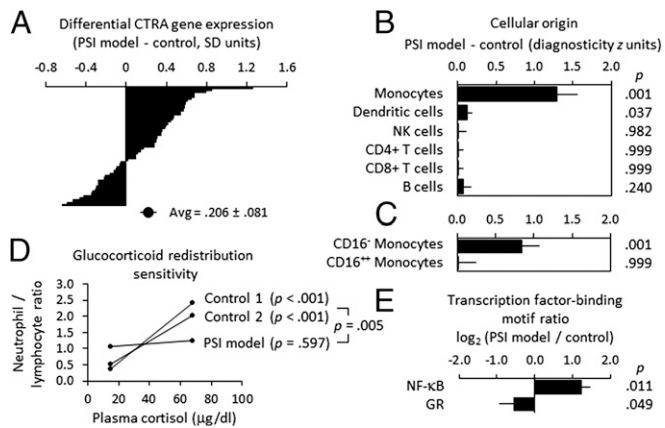 A
Differential CTRA gene expression
(PSI model - control, SD units)
-0.8 -0.4 0 0.4 0.8 1.2 1.6
Avg = .206 ± .081
B
Cellular origin
PSI model - control (diagnosticity z units)
0.0 0.5 1.0 1.5 2.0
p
Monocytes .001
Dendritic cells .037
NK cells .982
CD4+ T cells .999
CD8+ T cells .999
B cells .240
C
0.0 0.5 1.0 1.5 2.0
CD16⁻ Monocytes .001
CD16⁺⁺ Monocytes .999
D
Glucocorticoid redistribution
sensitivity
Neutrophil /
lymphocyte ratio
3.0
2.5
2.0
1.5
1.0
0.5
0.0
Control 1 (p < .001)
Control 2 (p < .001)
PSI model (p = .597)
p = .005
0 20 40 60 80 100
Plasma cortisol (µg/dl)
E
Transcription factor-binding
motif ratio
log₂ (PSI model / control)
-2.0 -1.0 0.0 1.0 2.0
p
NF-κB .011
GR .049